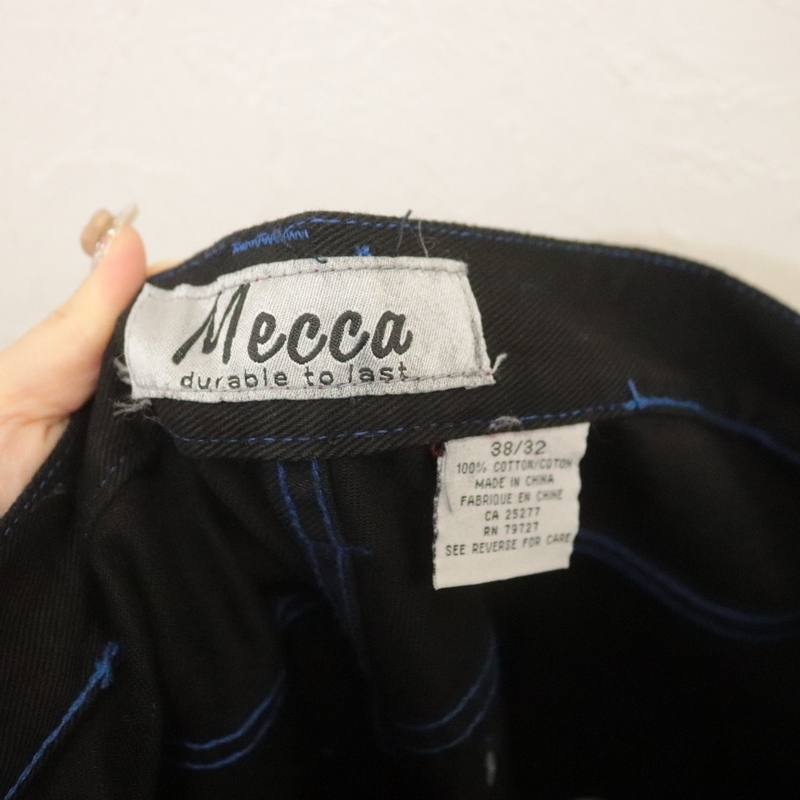 Mecca
durable to last
38/32
100% COTTON/COTON
MADE IN CHINA
FABRIQUE EN CHINE
CA 25277
RN 79727
SEE REVERSE FOR CARE